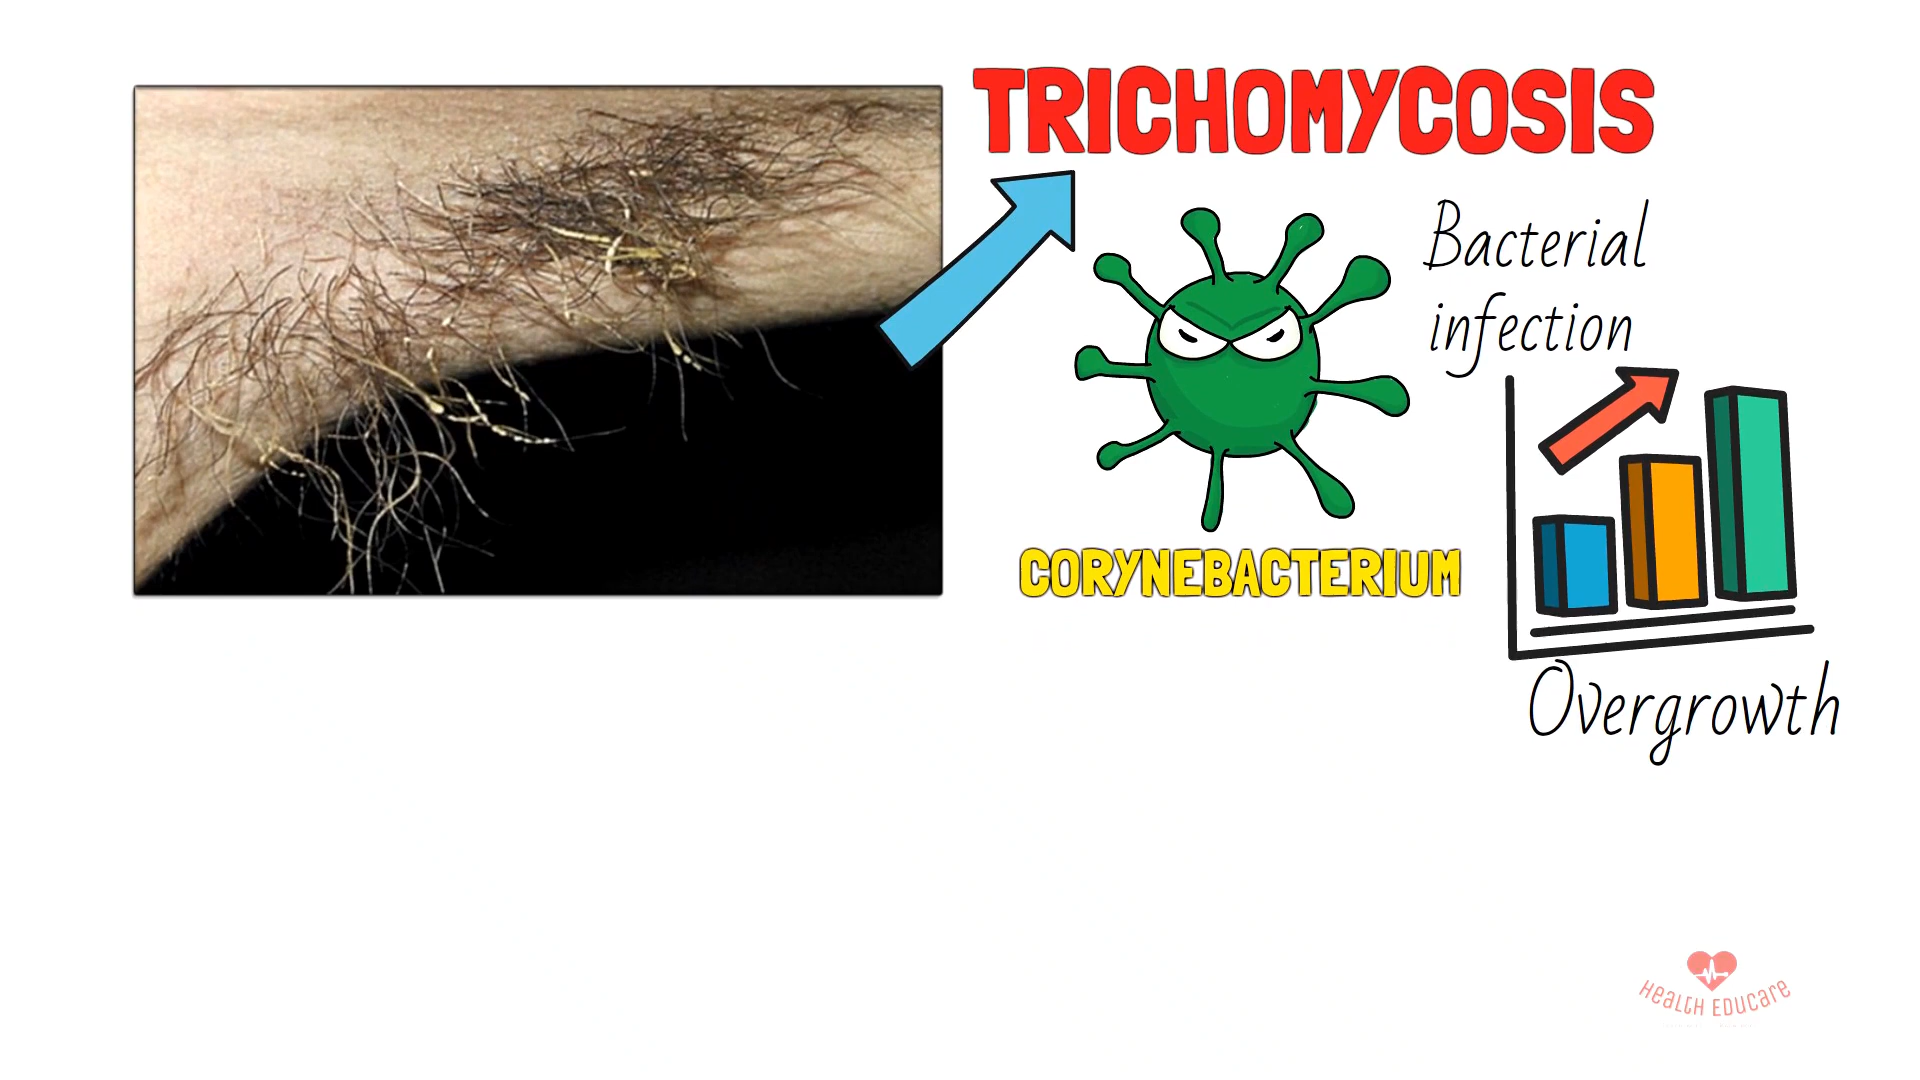 TRICHOMYCOSIS
Bacterial
infection
CORYNEBACTERIUM
Overgrowth
HEALTH EDUCARE